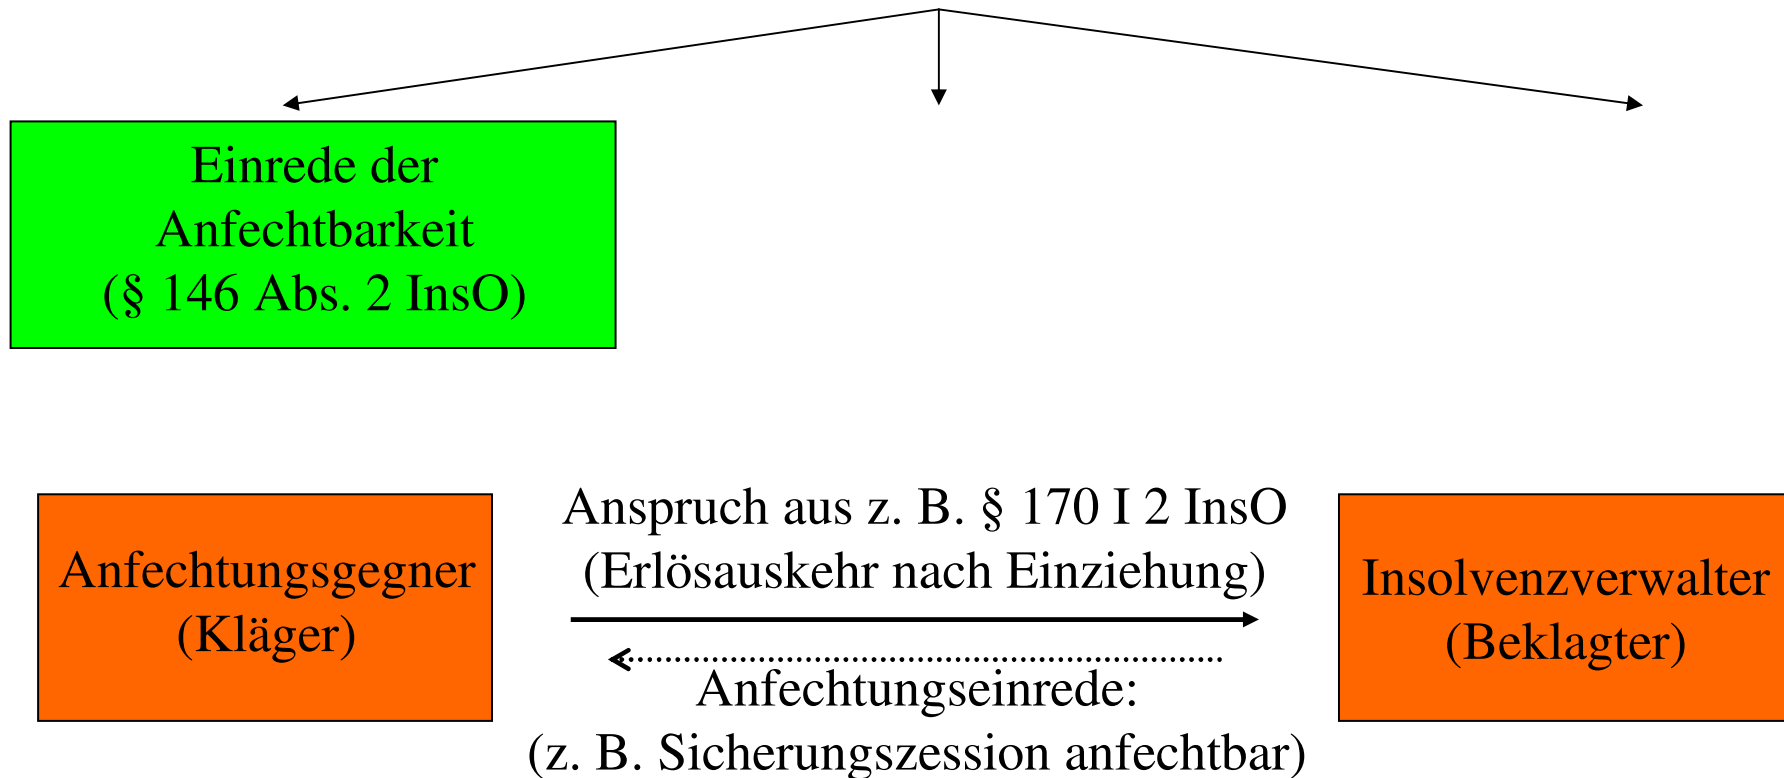 Einrede der
Anfechtbarkeit
(§ 146 Abs. 2 InsO)
Anspruch aus z. B. § 170 I 2 InsO
(Erlösauskehr nach Einziehung)
Anfechtungsgegner
(Kläger)
Insolvenzverwalter
(Beklagter)
Anfechtungseinrede:
(z. B. Sicherungszession anfechtbar)